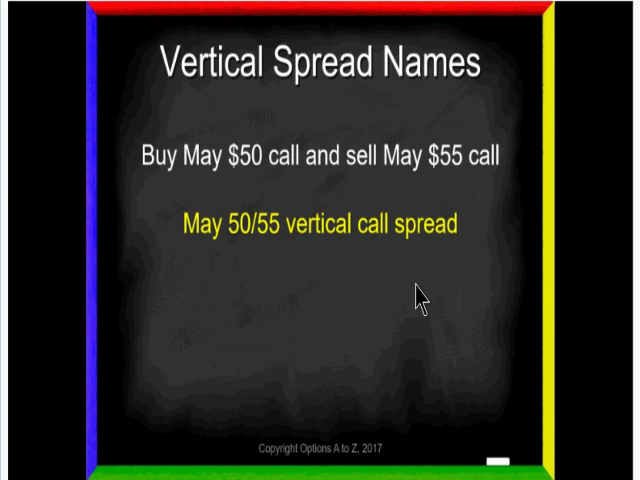 Vertical Spread Names
Buy May $50 call and sell May $55 call
May 50/55 vertical call spread
Copyright Options A to Z, 2017